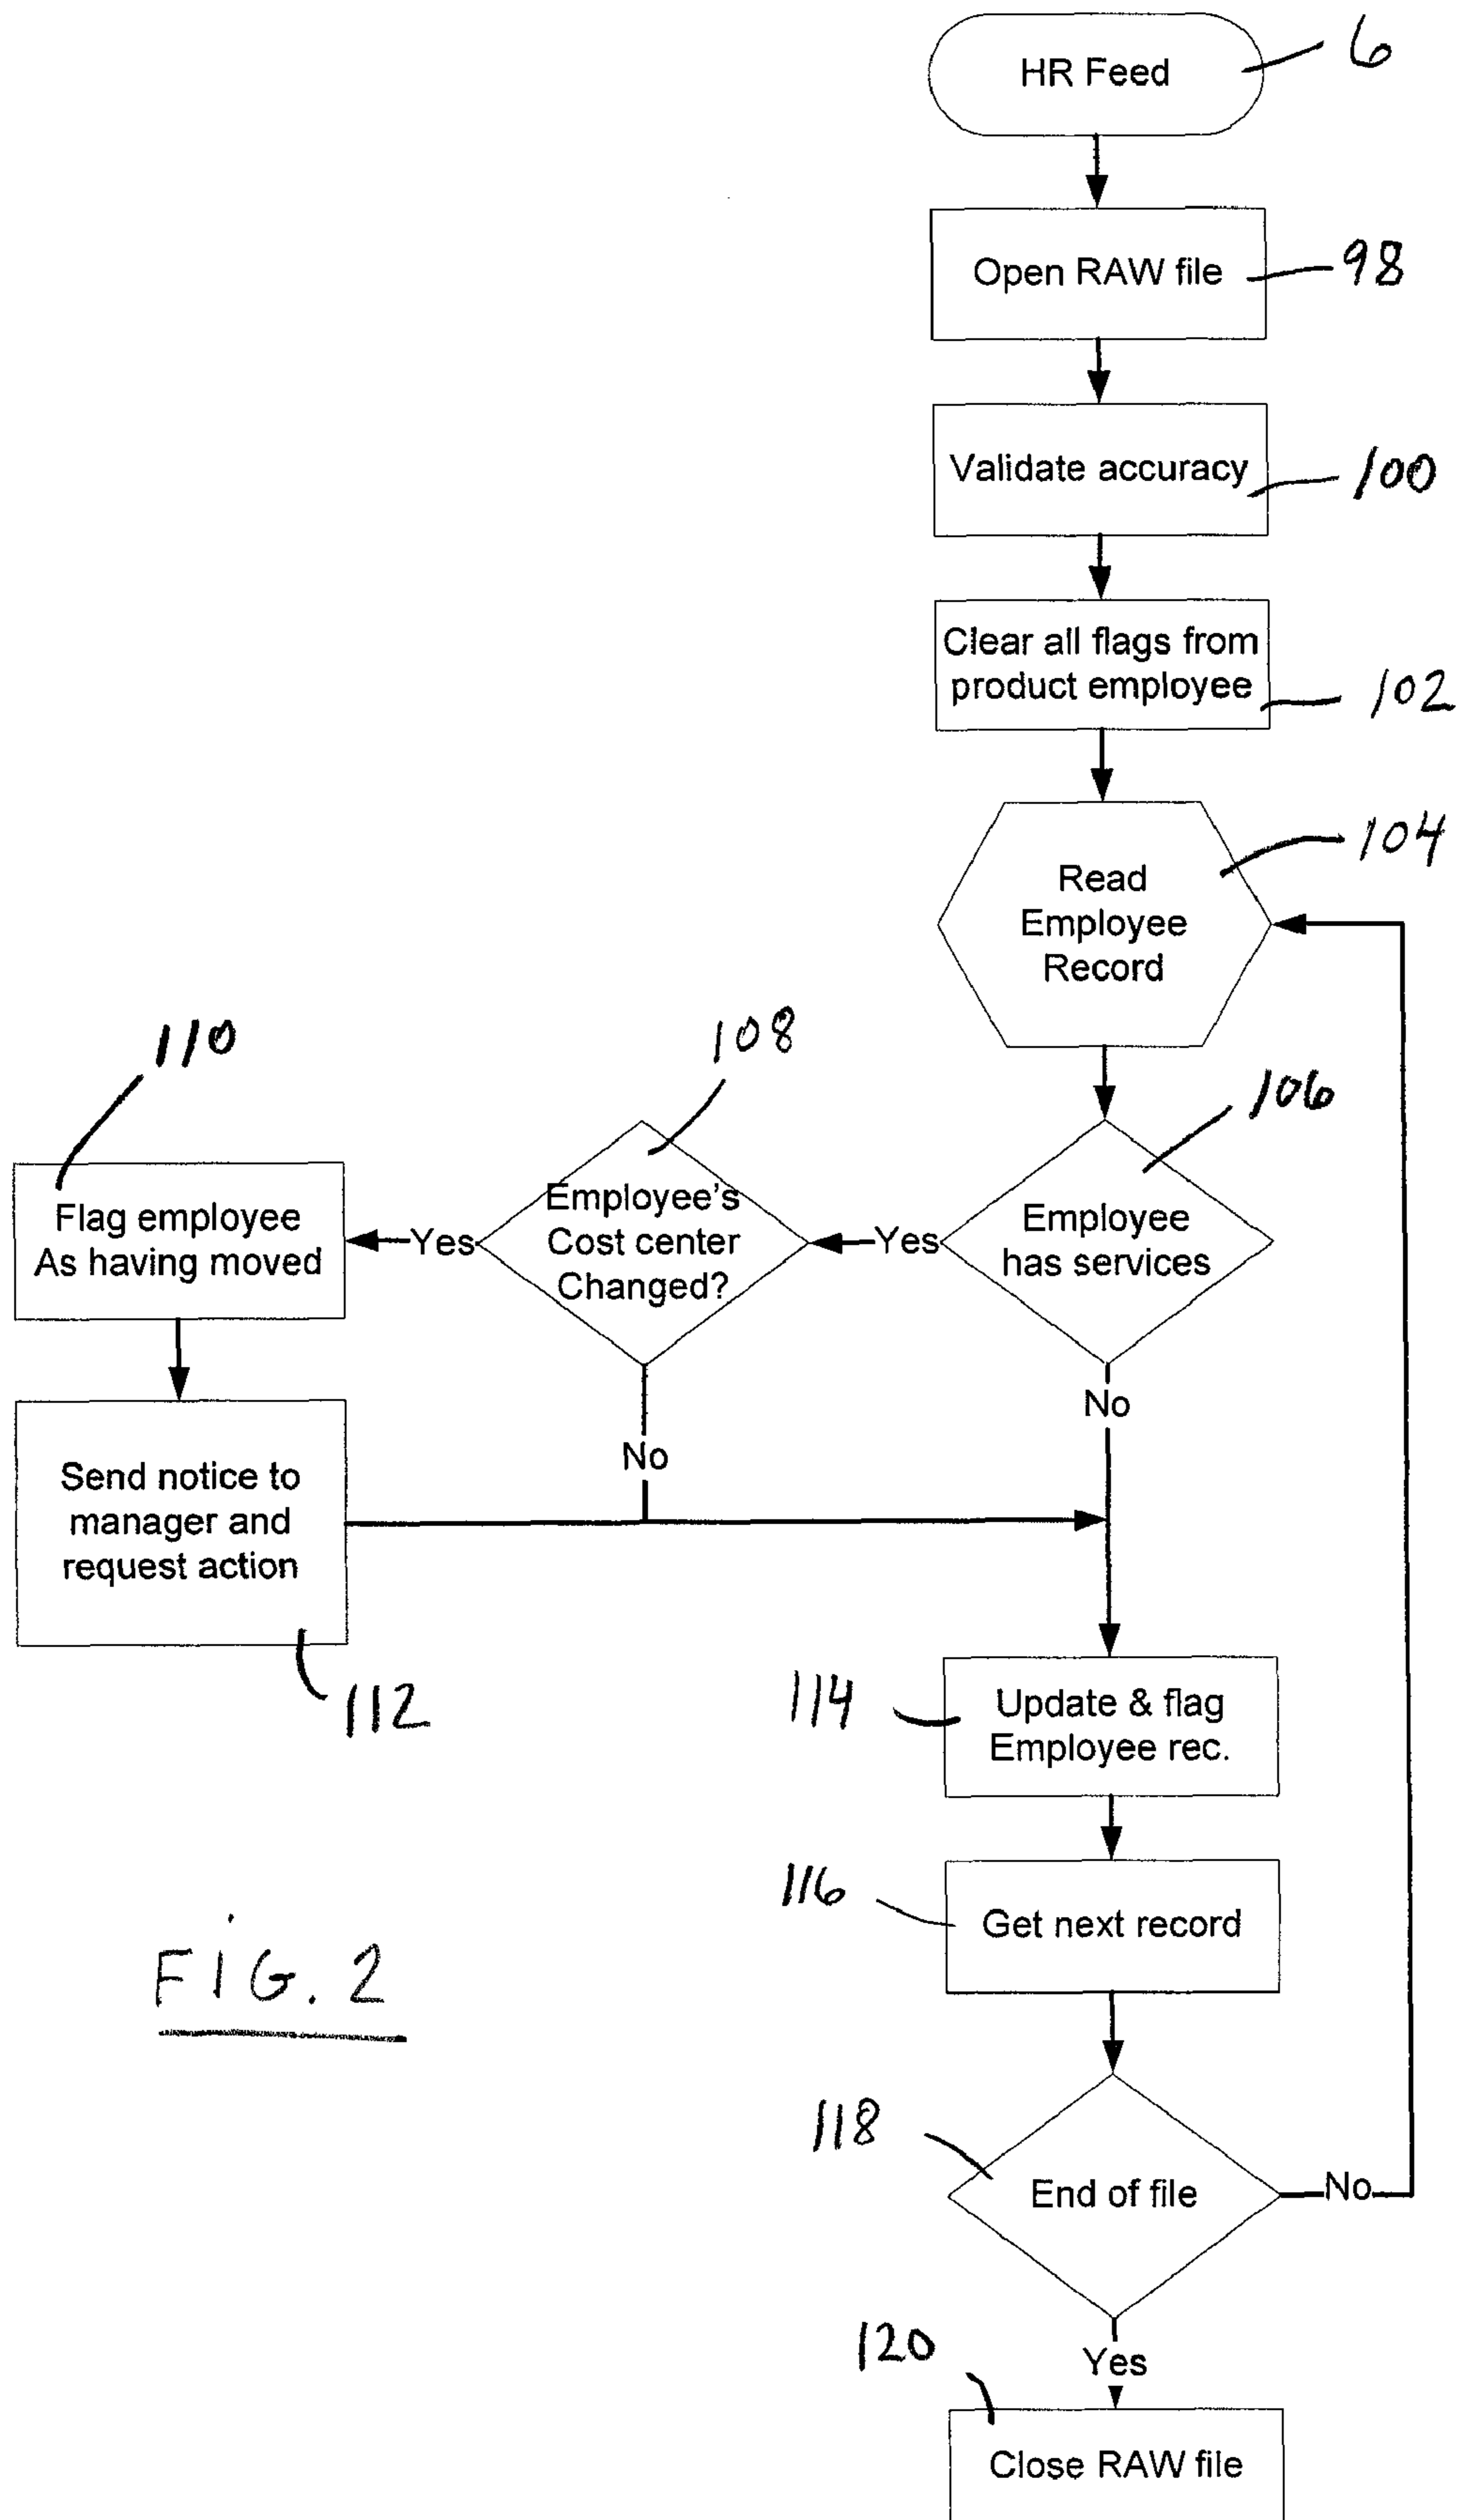 HR Feed
6
Open RAW file
98
Validate accuracy
100
Clear all flags from
product employee
102
Read
Employee
Record
104
106
Employee
has services
Yes
No
108
Employee's
Cost center
Changed?
Yes
No
110
Flag employee
As having moved
Send notice to
manager and
request action
112
114
Update & flag
Employee rec.
116
Get next record
FIG. 2
118
End of file
No
Yes
120
Close RAW file